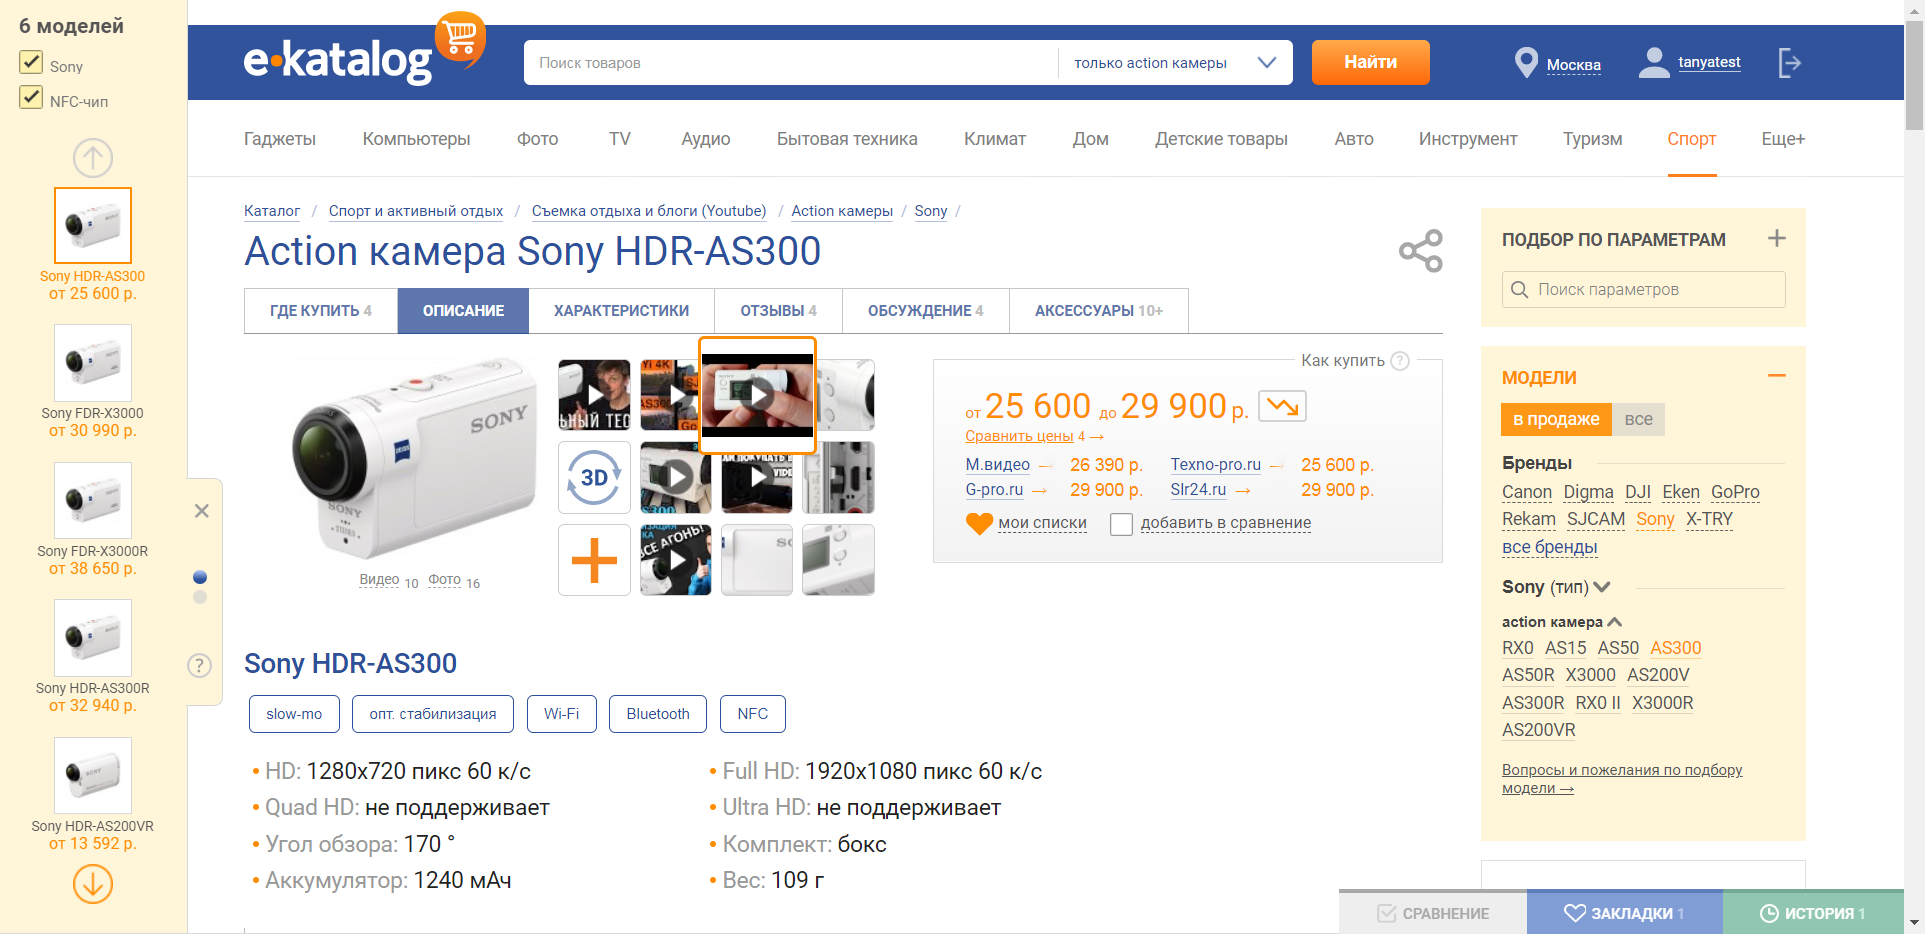 6 моделей
Sony
NFC-чип
Sony HDR-AS300
от 25 600 р.
Sony FDR-X3000
от 30 990 р.
Sony FDR-X3000R
от 38 650 р.
Sony HDR-AS300R
от 32 940 р.
Sony HDR-AS200VR
от 13 592 р.
?
e-katalog
Поиск товаров
только action камеры
Найти
Москва
tanyatest
Гаджеты Компьютеры Фото TV Аудио Бытовая техника Климат Дом Детские товары Авто Инструмент Туризм Спорт Еще+
Каталог / Спорт и активный отдых / Съемка отдыха и блоги (Youtube) / Action камеры / Sony /
Action камера Sony HDR-AS300
ГДЕ КУПИТЬ 4 ОПИСАНИЕ ХАРАКТЕРИСТИКИ ОТЗЫВЫ 4 ОБСУЖДЕНИЕ 4 АКСЕССУАРЫ 10+
SONY
SONY
3D
Видео 10 Фото 16
Как купить ?
от 25 600 до 29 900 р.
Сравнить цены 4 →
М.видео → 26 390 р. Texno-pro.ru → 25 600 р.
G-pro.ru → 29 900 р. Slr24.ru → 29 900 р.
мои списки добавить в сравнение
Sony HDR-AS300
slow-mo опт. стабилизация Wi-Fi Bluetooth NFC
• HD: 1280x720 пикс 60 к/с
• Full HD: 1920x1080 пикс 60 к/с
• Quad HD: не поддерживает
• Ultra HD: не поддерживает
• Угол обзора: 170 °
• Комплект: бокс
• Аккумулятор: 1240 мАч
• Вес: 109 г
ПОДБОР ПО ПАРАМЕТРАМ
Поиск параметров
МОДЕЛИ
в продаже все
Бренды
Canon Digma DJI Eken GoPro
Rekam SJCAM Sony X-TRY
все бренды
Sony (тип)
action камера
RX0 AS15 AS50 AS300
AS50R X3000 AS200V
AS300R RX0 II X3000R
AS200VR
Вопросы и пожелания по подбору
модели →
СРАВНЕНИЕ ЗАКЛАДКИ 1 ИСТОРИЯ 1